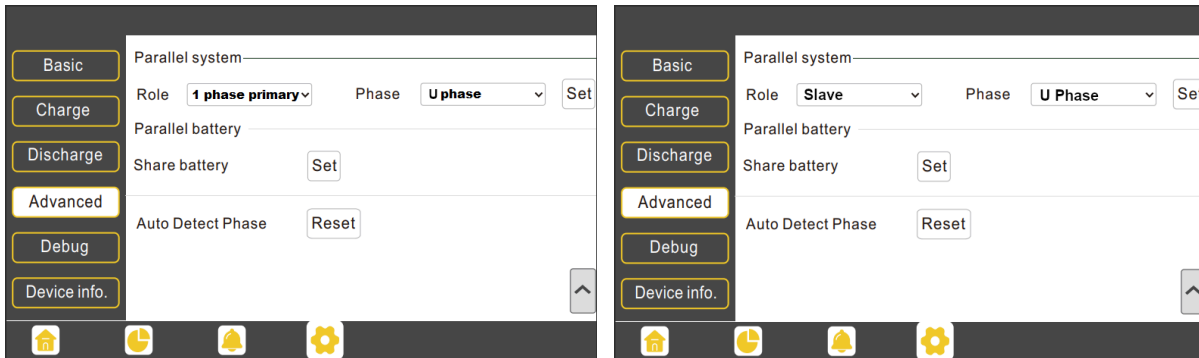 Basic
Charge
Discharge
Advanced
Debug
Device info.
Parallel system
Role 1 phase primary Phase U phase Set
Parallel battery
Share battery Set
Auto Detect Phase Reset
Basic
Charge
Discharge
Advanced
Debug
Device info.
Parallel system
Role Slave Phase U Phase Set
Parallel battery
Share battery Set
Auto Detect Phase Reset